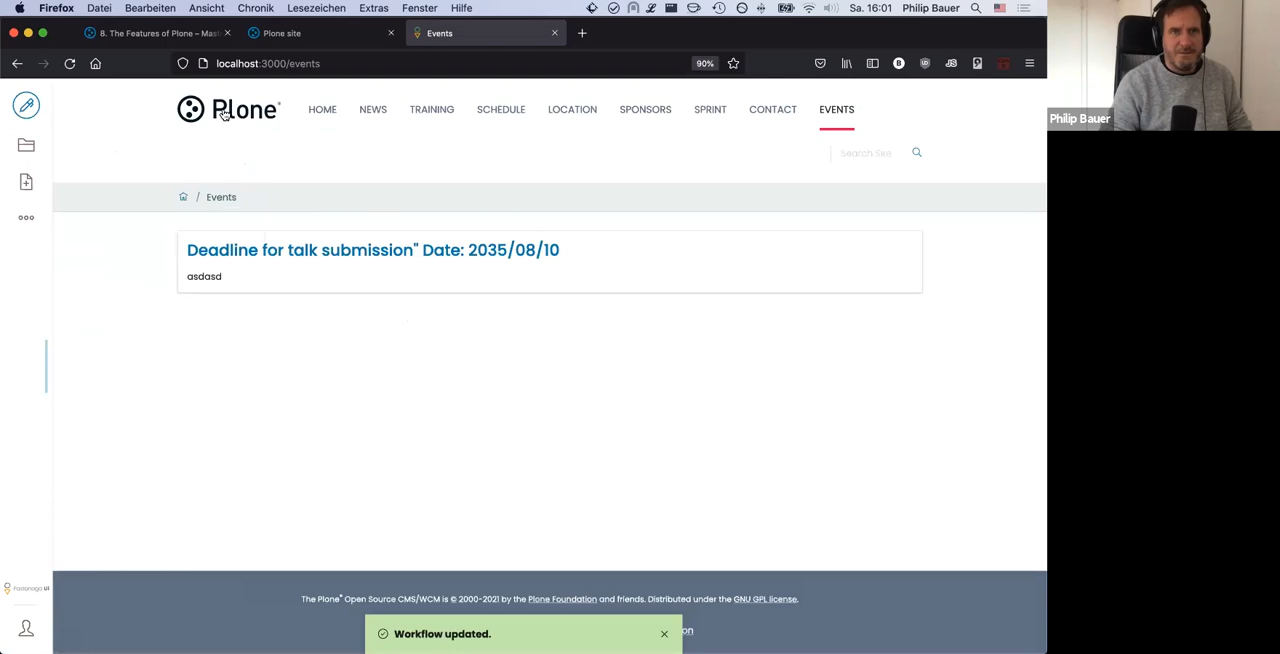 Firefox Datei Bearbeiten Ansicht Chronik Lesezeichen Extras Fenster Hilfe Sa. 16:01 Philip Bauer
8. The Features of Plone – Mast Plone site Events
localhost:3000/events 90%
Plone HOME NEWS TRAINING SCHEDULE LOCATION SPONSORS SPRINT CONTACT EVENTS
Search Site
/ Events
Deadline for talk submission" Date: 2035/08/10
asdasd
The Plone® Open Source CMS/WCM is © 2000-2021 by the Plone Foundation and friends. Distributed under the GNU GPL license.
Workflow updated.
on
Pastanaga UI
Philip Bauer